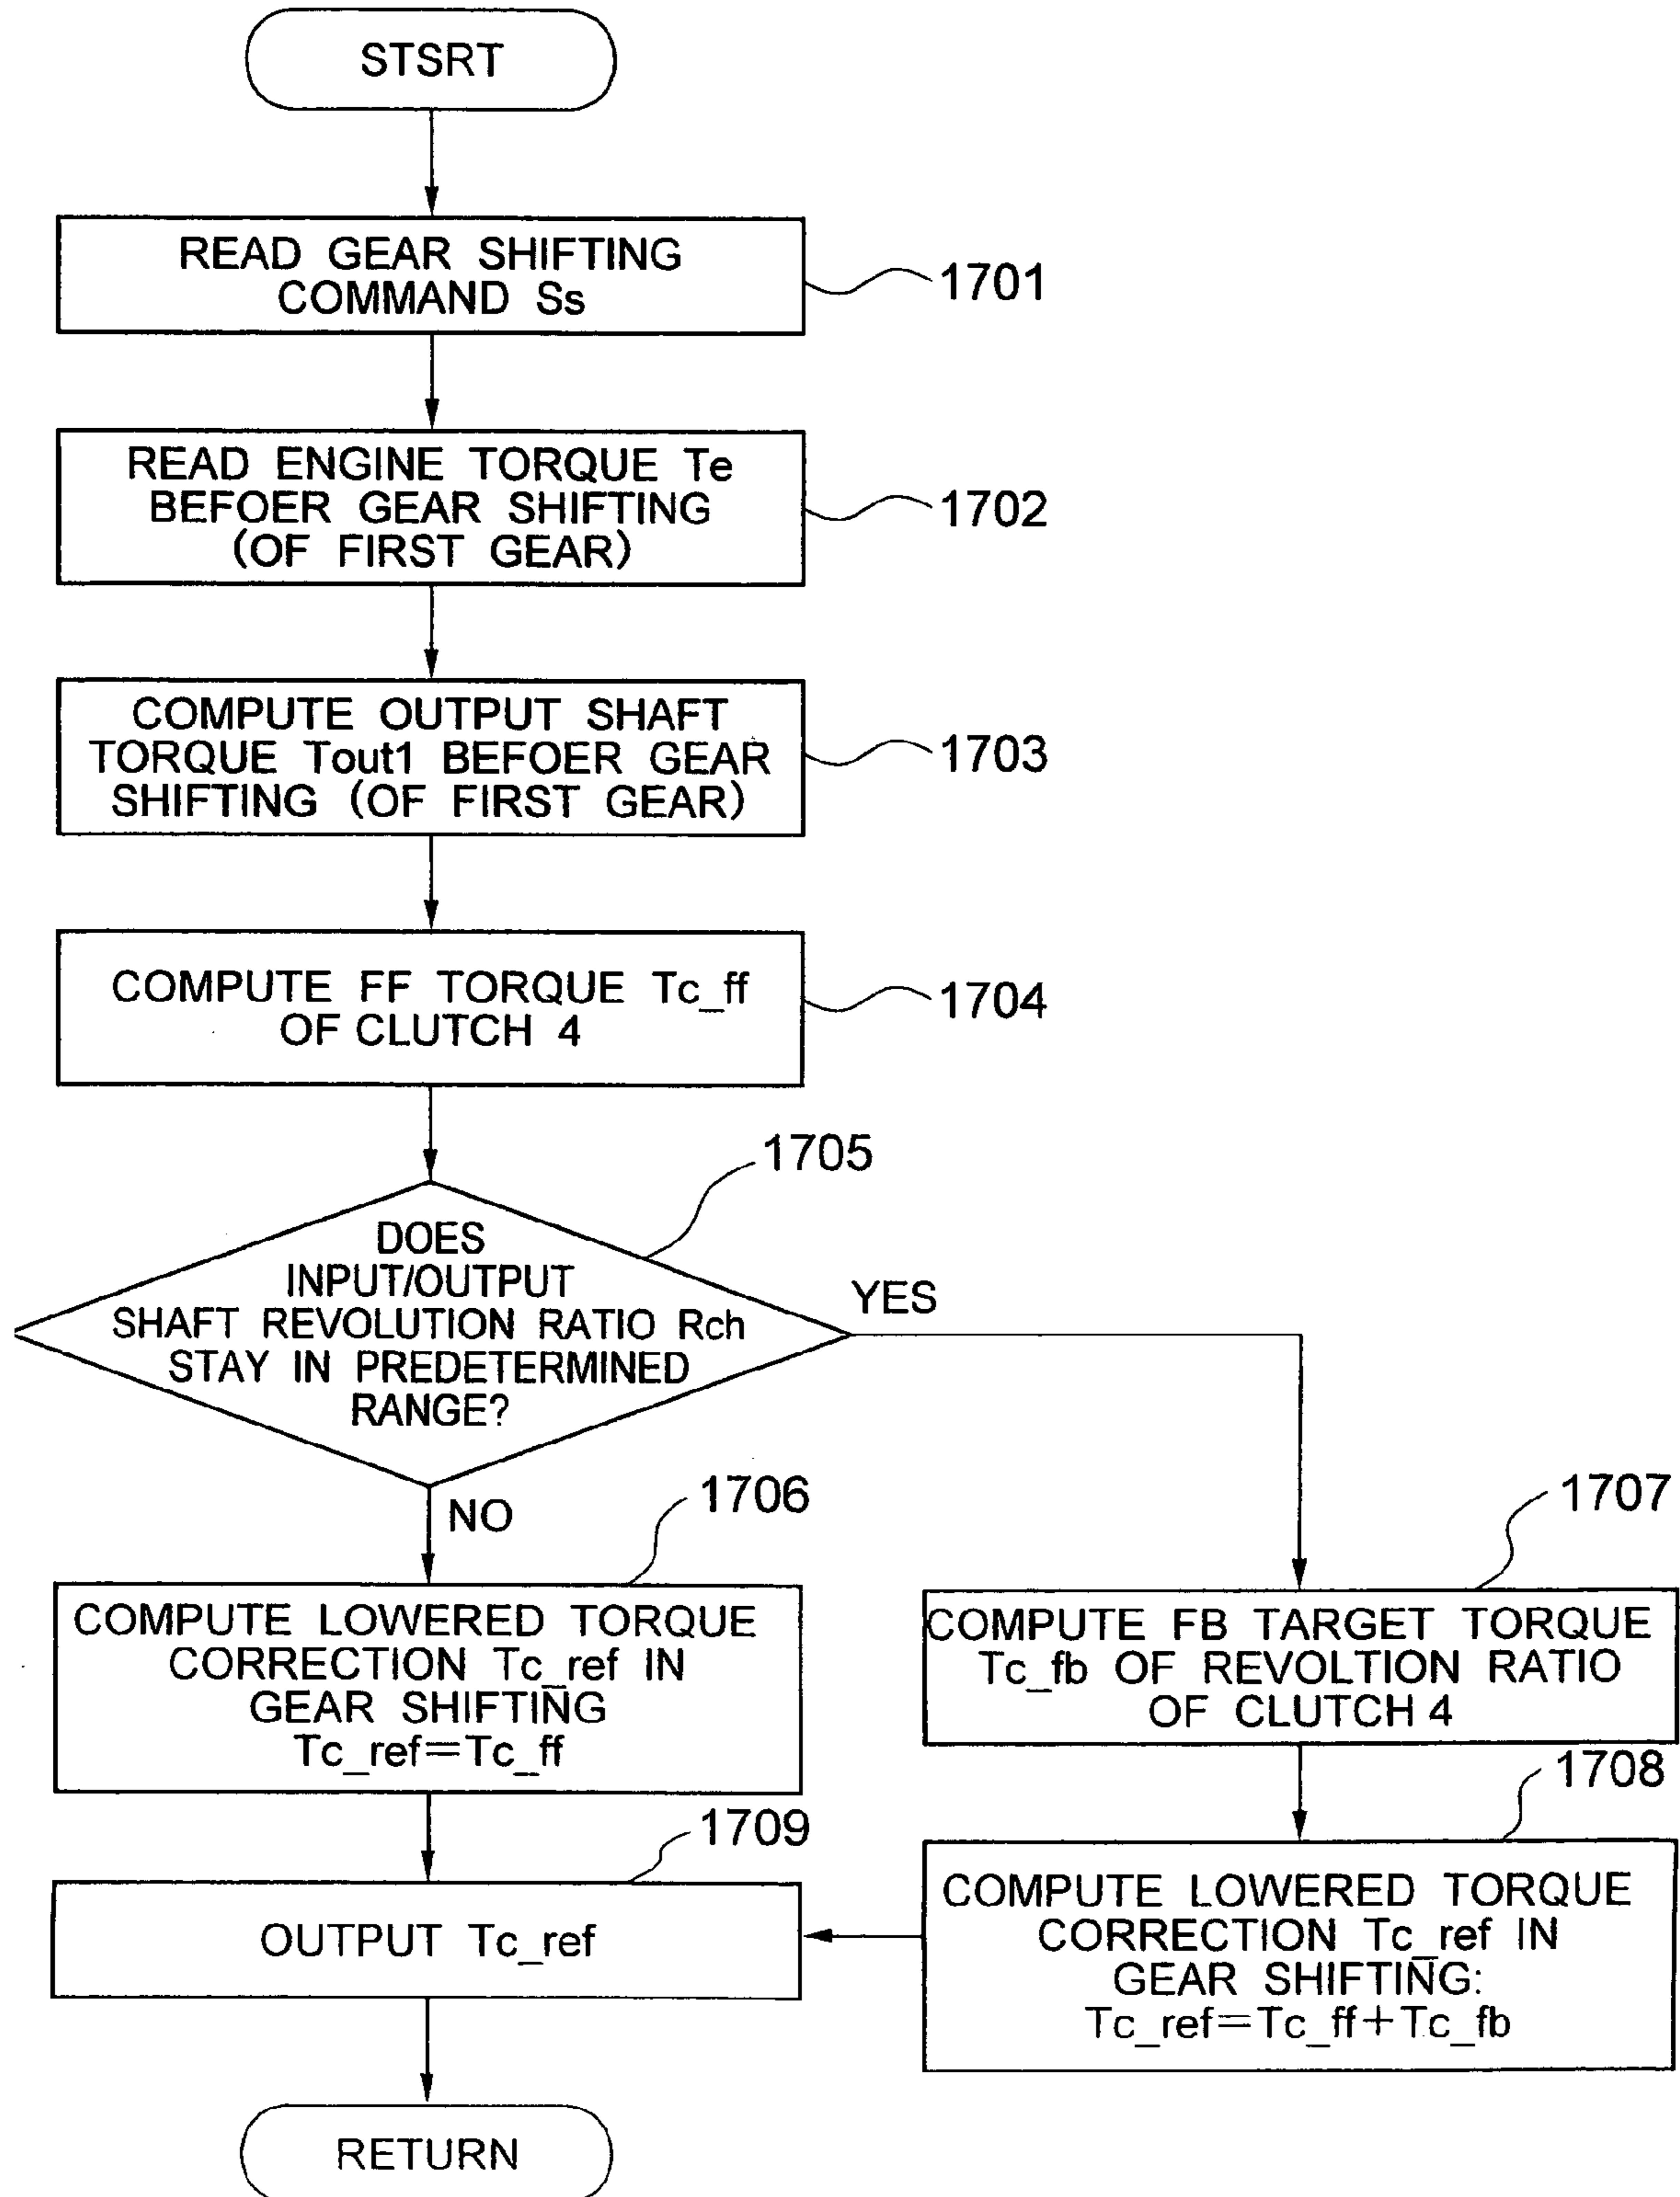 STSRT
READ GEAR SHIFTING
COMMAND Ss
1701
READ ENGINE TORQUE Te
BEFOER GEAR SHIFTING
(OF FIRST GEAR)
1702
COMPUTE OUTPUT SHAFT
TORQUE Tout1 BEFOER GEAR
SHIFTING (OF FIRST GEAR)
1703
COMPUTE FF TORQUE Tc_ff
OF CLUTCH 4
1704
1705
DOES
INPUT/OUTPUT
SHAFT REVOLUTION RATIO Rch
STAY IN PREDETERMINED
RANGE?
YES
NO
1706
COMPUTE LOWERED TORQUE
CORRECTION Tc_ref IN
GEAR SHIFTING
Tc_ref=Tc_ff
1707
COMPUTE FB TARGET TORQUE
Tc_fb OF REVOLTION RATIO
OF CLUTCH 4
1708
COMPUTE LOWERED TORQUE
CORRECTION Tc_ref IN
GEAR SHIFTING:
Tc_ref=Tc_ff+Tc_fb
1709
OUTPUT Tc_ref
RETURN